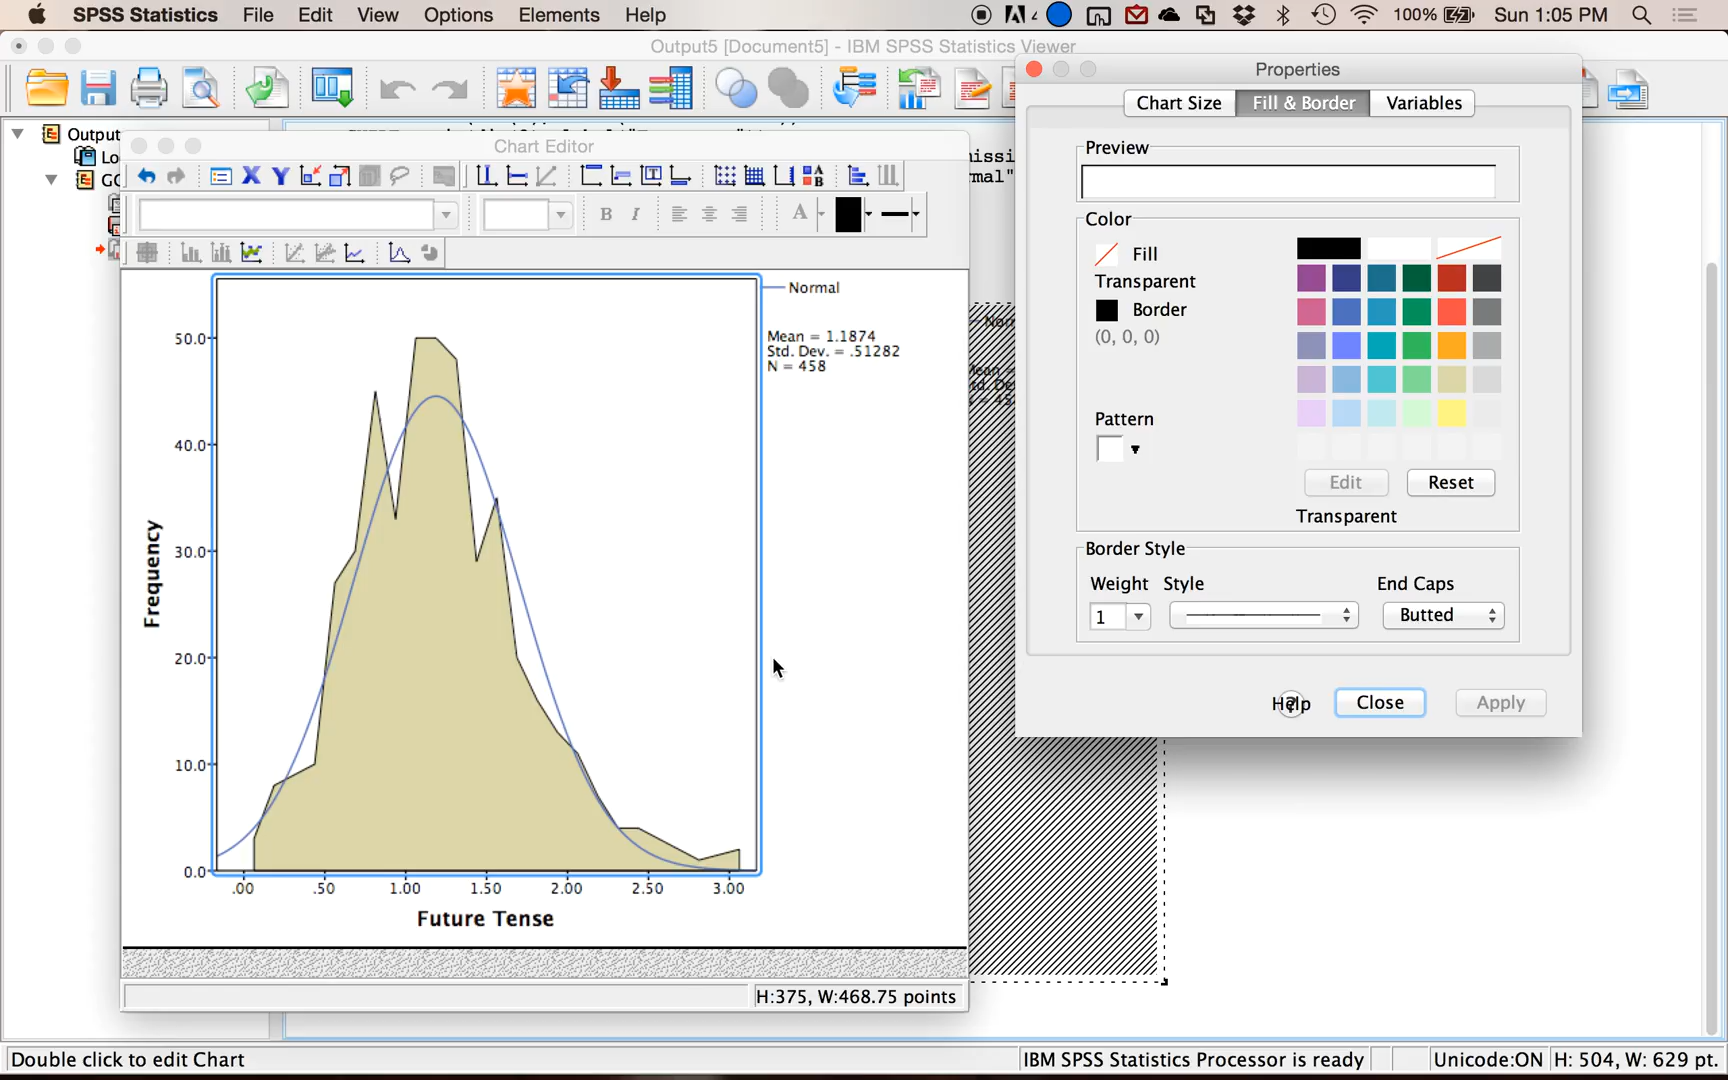 SPSS Statistics File Edit View Options Elements Help 4 100% Sun 1:05 PM
Output5 [Document5] - IBM SPSS Statistics Viewer
Properties
Chart Size Fill & Border Variables
Output
Lo
GG
Chart Editor
B I A
Preview
Color
Fill
Transparent
Border
(0, 0, 0)
Pattern
Edit Reset
Transparent
Border Style
Weight Style End Caps
1 Butted
Help Close Apply
Normal
Mean = 1.1874
Std. Dev. = .51282
N = 458
50.0
40.0
30.0
20.0
10.0
0.0
Frequency
.00 .50 1.00 1.50 2.00 2.50 3.00
Future Tense
H:375, W:468.75 points
Double click to edit Chart IBM SPSS Statistics Processor is ready Unicode:ON H: 504, W: 629 pt.